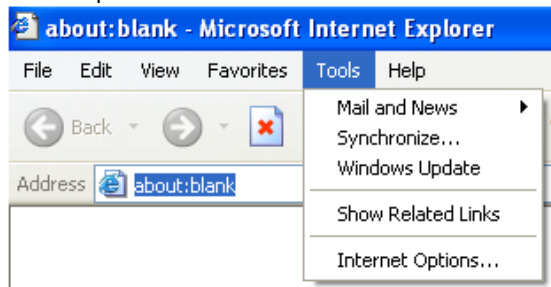 about:blank - Microsoft Internet Explorer
File Edit View Favorites Tools Help
Back
Address about:blank
Mail and News
Synchronize...
Windows Update
Show Related Links
Internet Options...